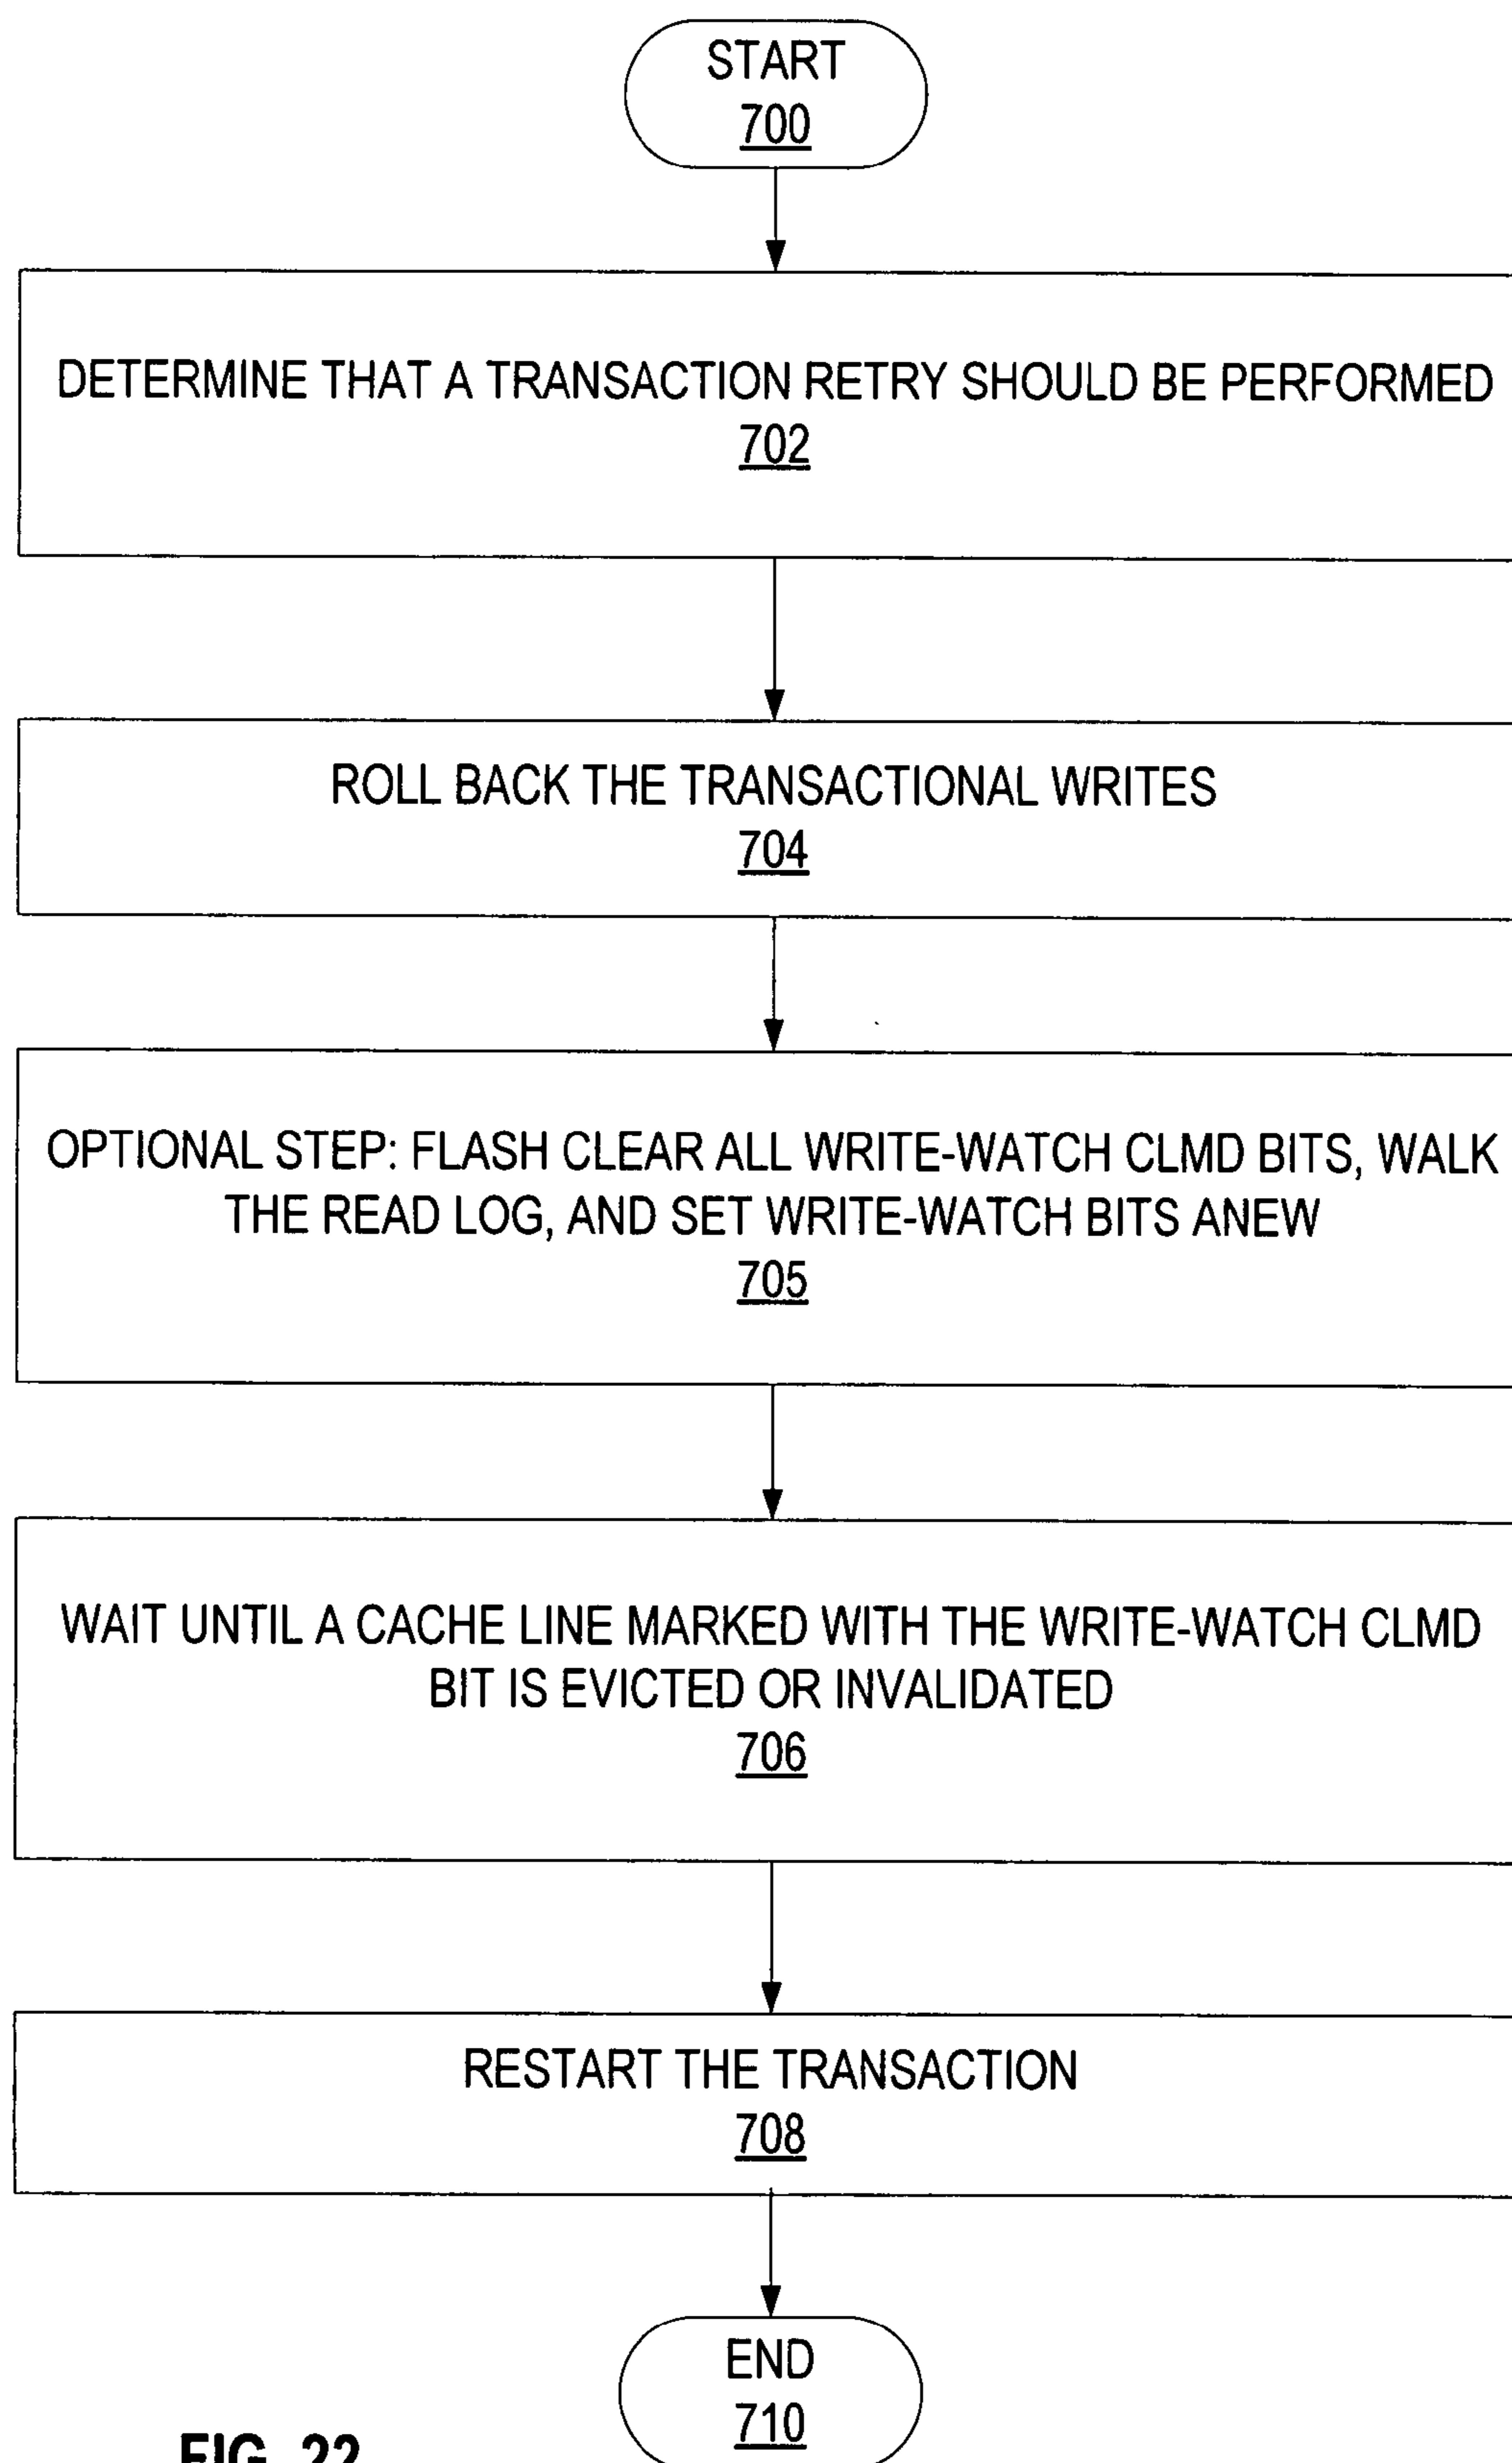 START
700
DETERMINE THAT A TRANSACTION RETRY SHOULD BE PERFORMED
702
ROLL BACK THE TRANSACTIONAL WRITES
704
OPTIONAL STEP: FLASH CLEAR ALL WRITE-WATCH CLMD BITS, WALK
THE READ LOG, AND SET WRITE-WATCH BITS ANEW
705
WAIT UNTIL A CACHE LINE MARKED WITH THE WRITE-WATCH CLMD
BIT IS EVICTED OR INVALIDATED
706
RESTART THE TRANSACTION
708
END
710
FIG. 22